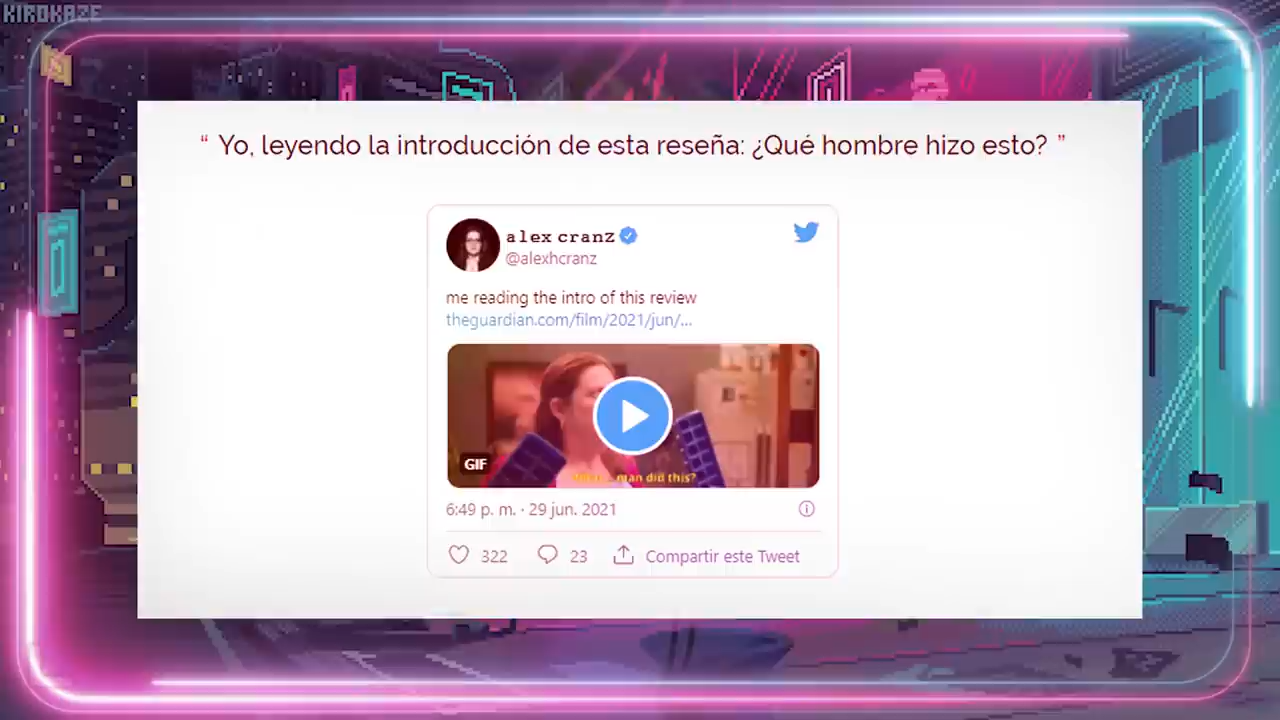 KIROKAZE
“ Yo, leyendo la introducción de esta reseña: ¿Qué hombre hizo esto? ”
alex cranz
@alexhcranz
me reading the intro of this review
theguardian.com/film/2021/jun/...
man did this?
GIF
6:49 p. m. · 29 jun. 2021
322 23 Compartir este Tweet